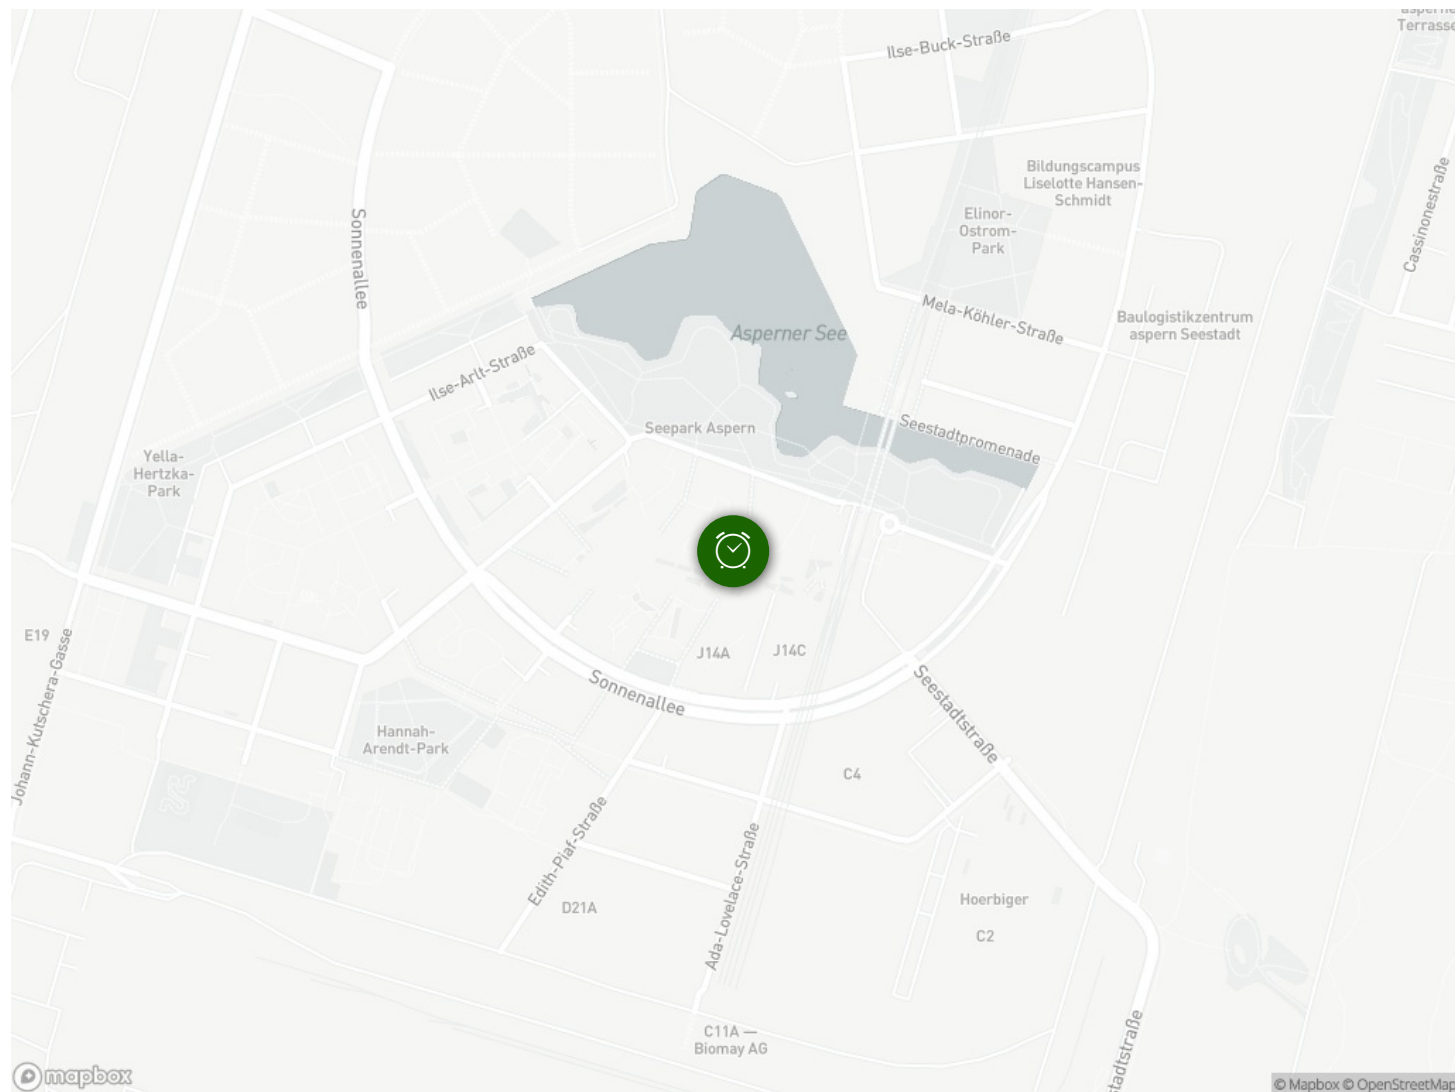 asperne
Terrasse
Ilse-Buck-Straße
Bildungscampus
Liselotte Hansen-
Schmidt
Cassinonestraße
Elinor-
Ostrom-
Park
Sonnenallee
Mela-Köhler-Straße
Baulogistikzentrum
aspern Seestadt
Asperner See
Ilse-Arlt-Straße
Seepark Aspern
Seestadtpromenade
Yella-
Hertzka-
Park
E19
J14A
J14C
Johann-Kutschera-Gasse
Sonnenallee
Seestadtstraße
Hannah-
Arendt-Park
C4
Edith-Piaf-Straße
Ada-Lovelace-Straße
Hoerbiger
D21A
C2
C11A —
Biomay AG
stadtstraße
mapbox
© Mapbox © OpenStreetMap